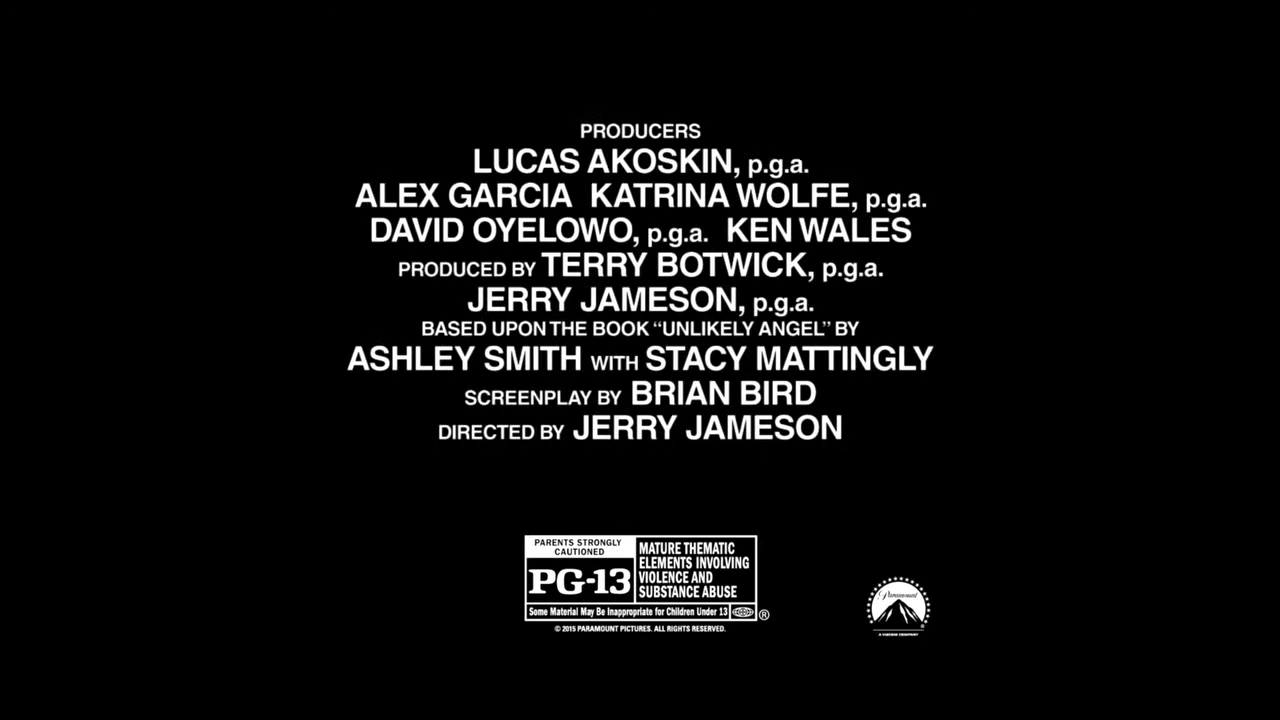 PRODUCERS
LUCAS AKOSKIN, p.g.a.
ALEX GARCIA KATRINA WOLFE, p.g.a.
DAVID OYELOWO, p.g.a. KEN WALES
PRODUCED BY TERRY BOTWICK, p.g.a.
JERRY JAMESON, p.g.a.
BASED UPON THE BOOK “UNLIKELY ANGEL” BY
ASHLEY SMITH WITH STACY MATTINGLY
SCREENPLAY BY BRIAN BIRD
DIRECTED BY JERRY JAMESON
PARENTS STRONGLY
CAUTIONED
PG-13
MATURE THEMATIC
ELEMENTS INVOLVING
VIOLENCE AND
SUBSTANCE ABUSE
Some Material May Be Inappropriate for Children Under 13
®
© 2015 PARAMOUNT PICTURES. ALL RIGHTS RESERVED.
Paramount
A VIACOM COMPANY